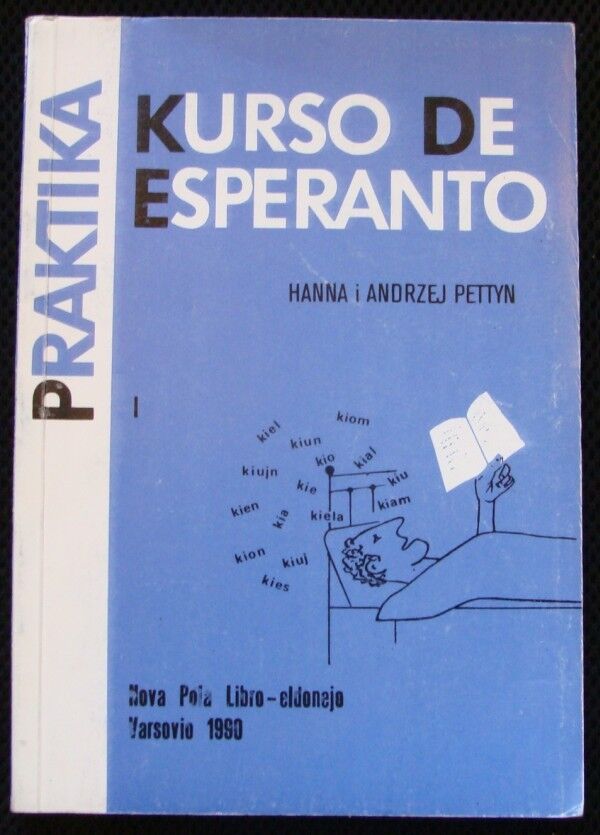 PRAKTIKA
KURSO DE
ESPERANTO
HANNA i ANDRZEJ PETTYN
I
kiom
kiel
kiun
kio
kial
kiujn
kie
kiu
kiam
kien
kia
kiela
kion
kiuj
kies
Nova Pola Libro-eldonejo
Varsovio 1990